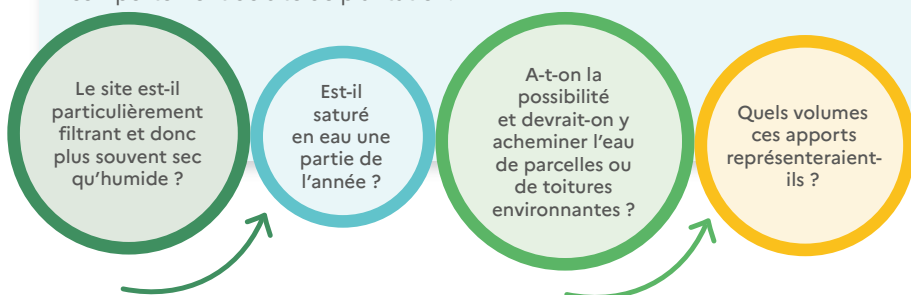 Le site est-il
particulièrement
filtrant et donc
plus souvent sec
qu'humide ?
Est-il
saturé
en eau une
partie de
l'année ?
A-t-on la
possibilité
et devrait-on y
acheminer l'eau
de parcelles ou
de toitures
environnantes ?
Quels volumes
ces apports
représenteraient-
ils ?